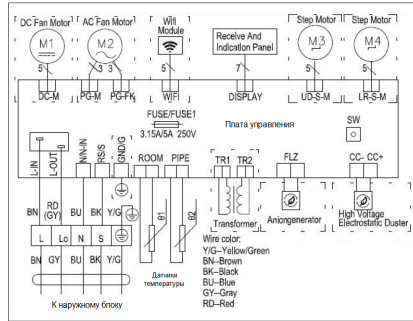 DC Fan Motor AC Fan Motor Wifi Module Receive And Indication Panel Step Motor Step Motor
M1 M2 M3 M4
5 3 3 5 7 5 5
DC-M PG-M PG-FK WIFI DISPLAY UD-S-M LR-S-M
FUSE/FUSE1
3.15A/5A 250V
Плата управления
SW
L-IN L-OUT N/N-IN RS/S GND/G ROOM PIPE TR1 TR2 FLZ CC- CC+
BN RD (GY) BU BK Y/G θ1 θ2
Transformer Aniongenerator High Voltage Electrostatic Duster
L Lo N S
BN GY BU BK Y/G
К наружному блоку
Датчики
температуры
Wire color:
Y/G–Yellow/Green
BN–Brown
BK–Black
BU–Blue
GY–Gray
RD–Red